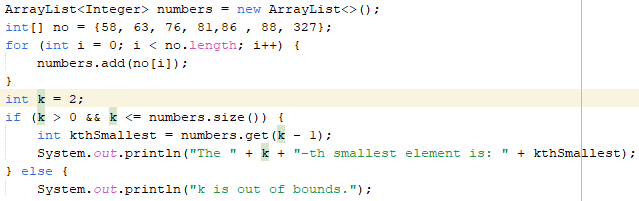 ArrayList<Integer> numbers = new ArrayList<>();
int[] no = {58, 63, 76, 81,86 , 88, 327};
for (int i = 0; i < no.length; i++) {
    numbers.add(no[i]);
}
int k = 2;
if (k > 0 && k <= numbers.size()) {
    int kthSmallest = numbers.get(k - 1);
    System.out.println("The " + k + "-th smallest element is: " + kthSmallest);
} else {
    System.out.println("k is out of bounds.");